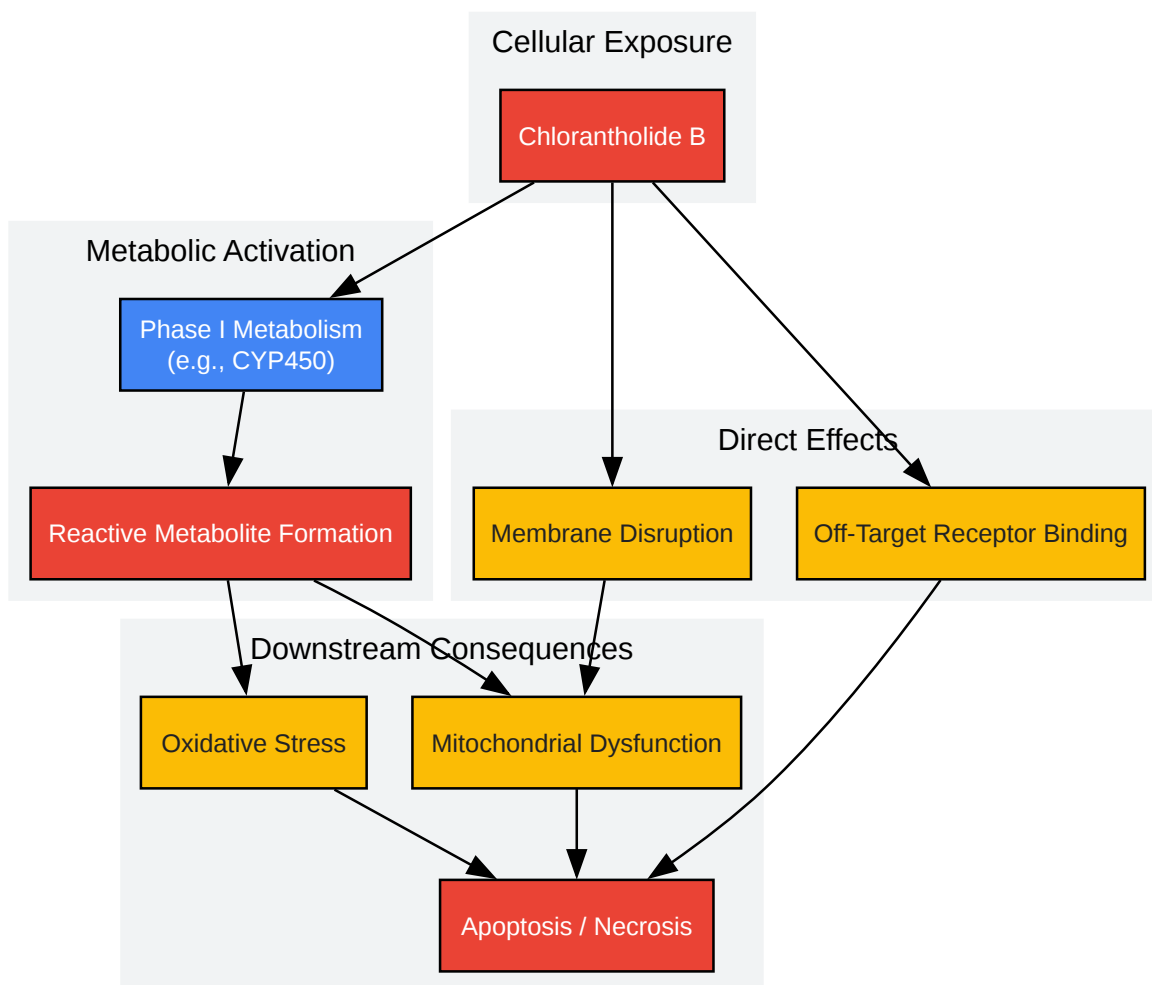 Cellular Exposure
Chlorantholide B
Metabolic Activation
Phase I Metabolism
(e.g., CYP450)
Direct Effects
Reactive Metabolite Formation
Membrane Disruption
Off-Target Receptor Binding
Downstream Consequences
Oxidative Stress
Mitochondrial Dysfunction
Apoptosis / Necrosis